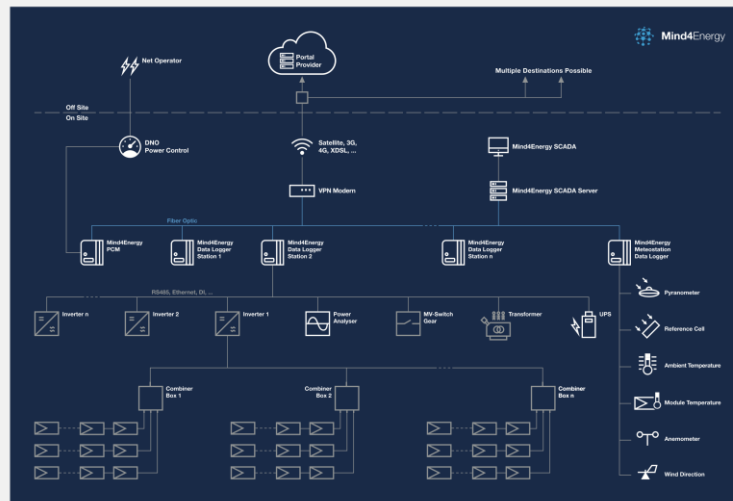 Mind4Energy
Net Operator
Portal
Provider
Multiple Destinations Possible
Off Site
On Site
DNO
Power Control
Satellite, 3G,
4G, XDSL, ...
Mind4Energy SCADA
VPN Modern
Mind4Energy SCADA Server
Fiber Optic
Mind4Energy
PCM
Mind4Energy
Data Logger
Station 1
Mind4Energy
Data Logger
Station 2
Mind4Energy
Data Logger
Station n
Mind4Energy
Meteostation
Data Logger
RS485, Ethernet, DI, ...
Inverter n
Inverter 2
Inverter 1
Power
Analyser
MV-Switch
Gear
Transformer
UPS
Pyranometer
Reference Cell
Ambient Temperature
Module Temperature
Anemometer
Wind Direction
Combiner
Box 1
Combiner
Box 2
Combiner
Box n